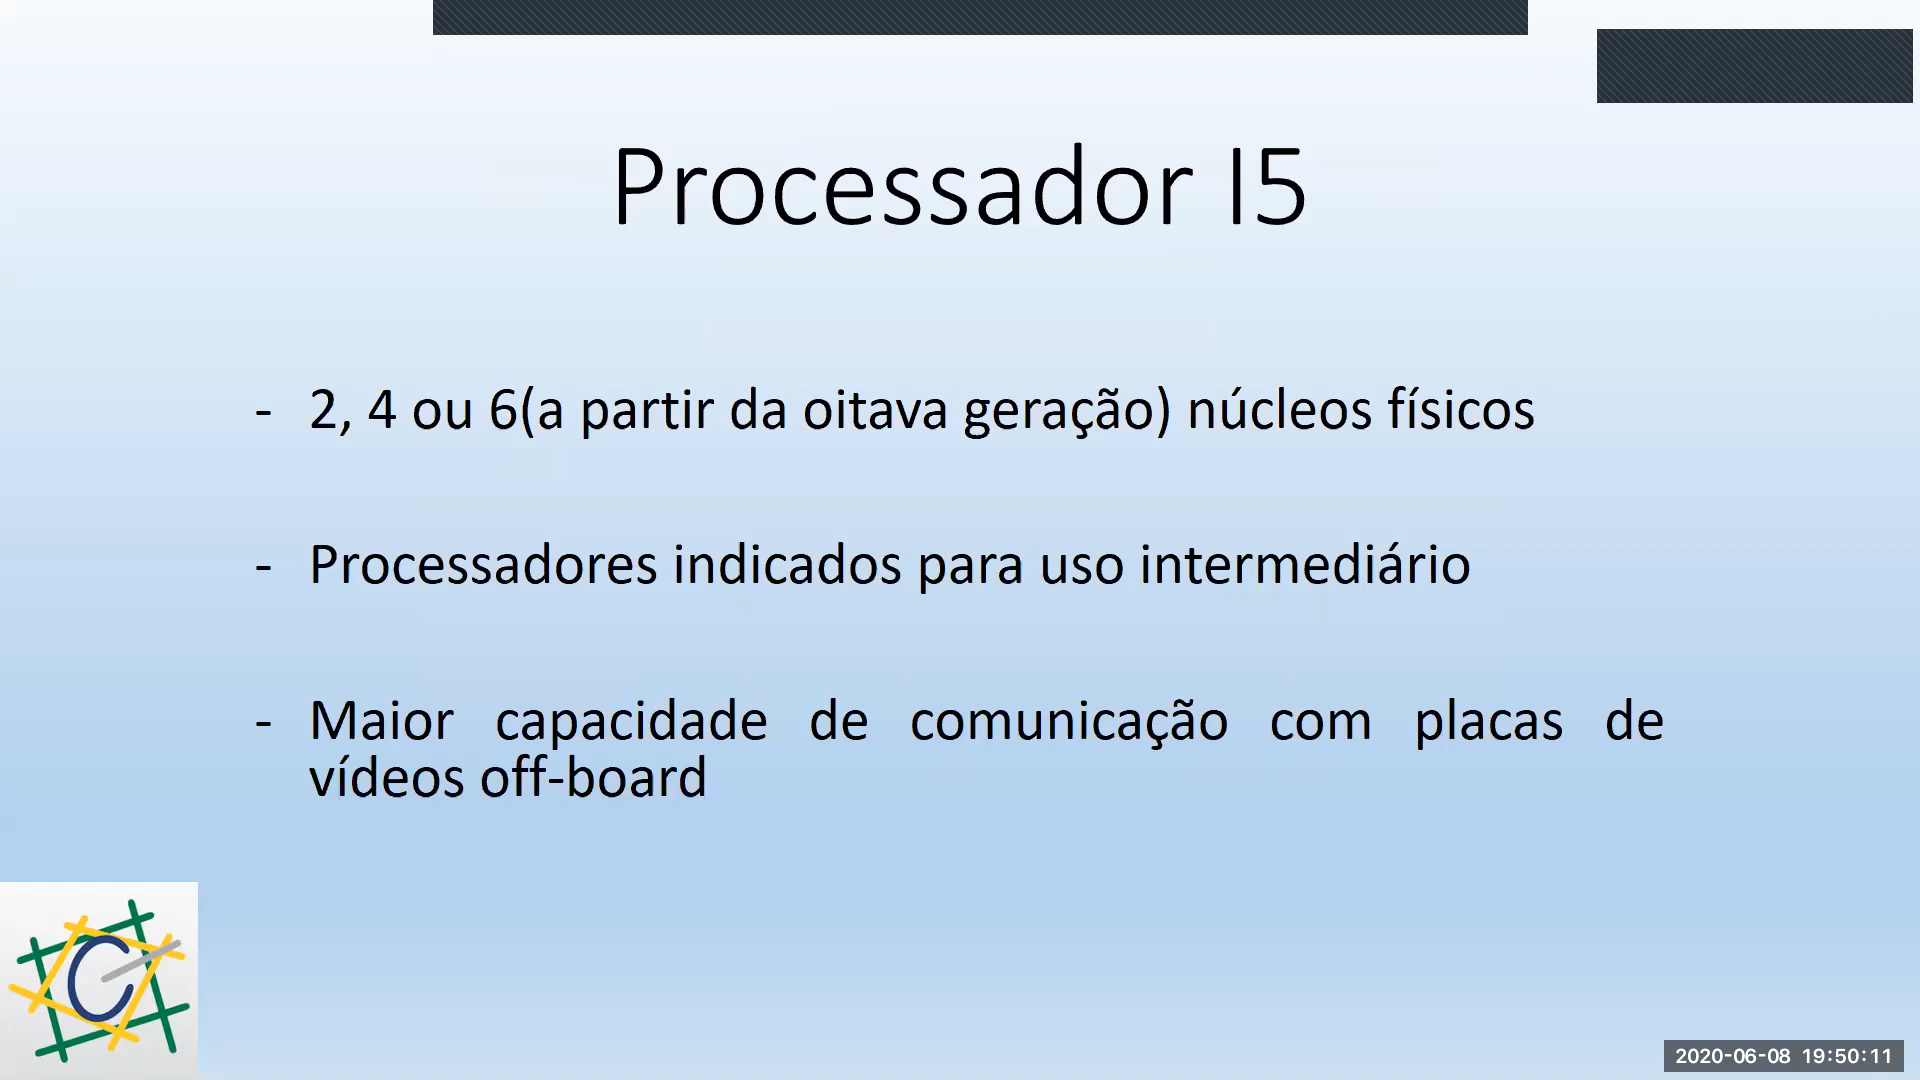 Processador I5
- 2, 4 ou 6(a partir da oitava geração) núcleos físicos
- Processadores indicados para uso intermediário
- Maior capacidade de comunicação com placas de
vídeos off-board
2020-06-08 19:50:11